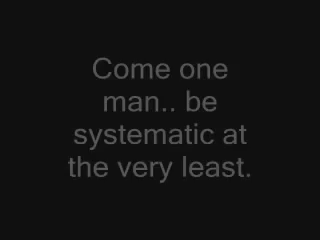 Come one
man.. be
systematic at
the very least.